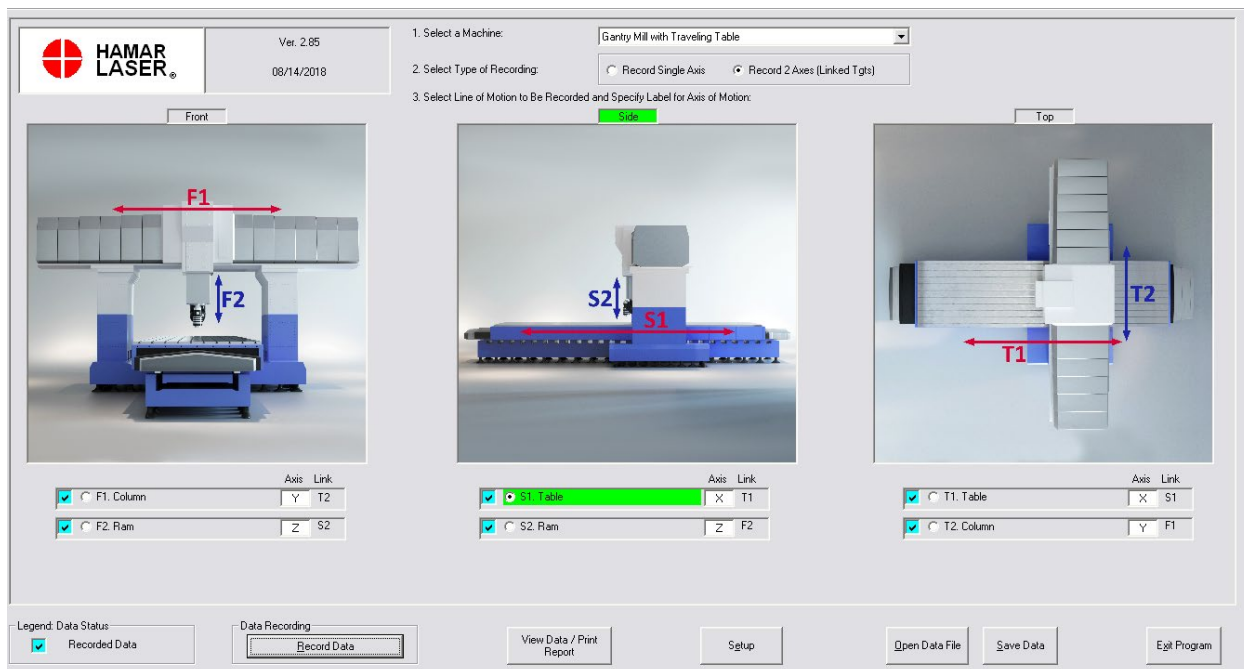 HAMAR
LASER®
Ver. 2.85
08/14/2018
1. Select a Machine:
Gantry Mill with Traveling Table
2. Select Type of Recording:
Record Single Axis
Record 2 Axes (Linked Tgts)
3. Select Line of Motion to Be Recorded and Specify Label for Axis of Motion:
Front
Side
Top
F1
F2
S2
S1
T2
T1
Axis Link
F1. Column Y T2
F2. Ram Z S2
Axis Link
S1. Table X T1
S2. Ram Z F2
Axis Link
T1. Table X S1
T2. Column Y F1
Legend: Data Status
Recorded Data
Data Recording
Record Data
View Data / Print
Report
Setup
Open Data File
Save Data
Exit Program